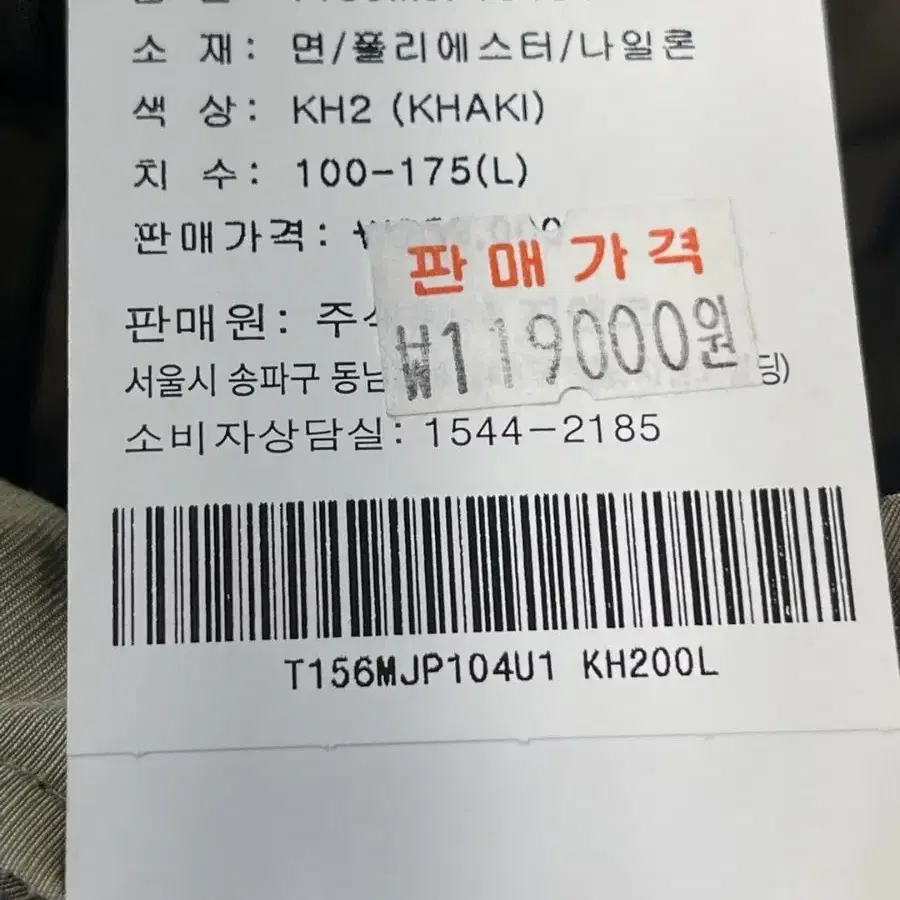 소 재: 면/폴리에스터/나일론
색 상: KH2 (KHAKI)
치 수: 100-175(L)
판매가격:
판매가격
₩119000원
판매원:
서울시 송파구
소비자상담실: 1544-2185
T156MJP104U1 KH200L